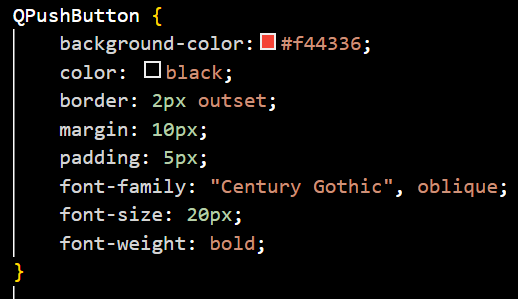 QPushButton {
background-color: #f44336;
color: black;
border: 2px outset;
margin: 10px;
padding: 5px;
font-family: "Century Gothic", oblique;
font-size: 20px;
font-weight: bold;
}